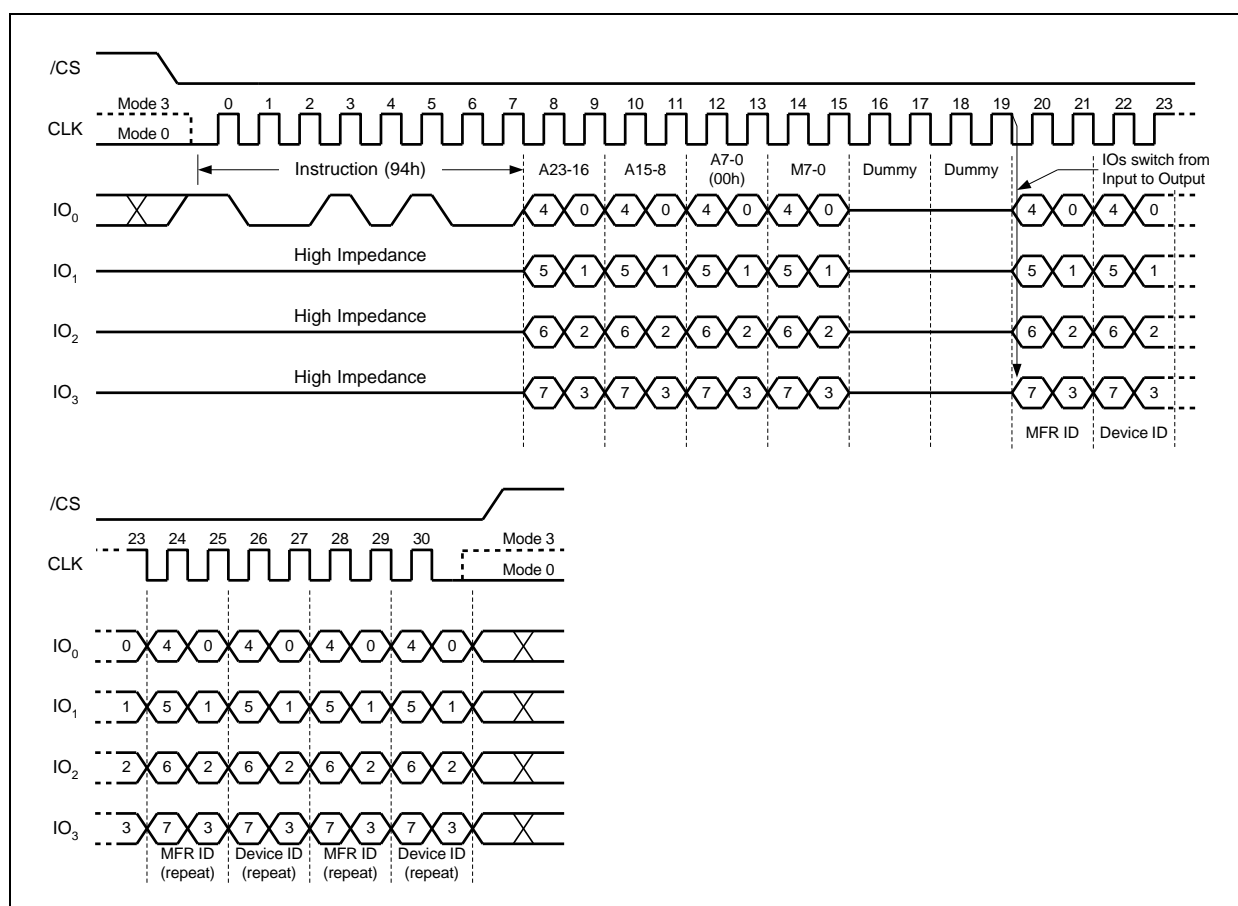 /CS
Mode 3 0 1 2 3 4 5 6 7 8 9 10 11 12 13 14 15 16 17 18 19 20 21 22 23
CLK Mode 0
Instruction (94h) A23-16 A15-8 A7-0 (00h) M7-0 Dummy Dummy IOs switch from Input to Output
IO0 4 0 4 0 4 0 4 0 4 0 4 0
High Impedance
IO1 5 1 5 1 5 1 5 1 5 1 5 1
High Impedance
IO2 6 2 6 2 6 2 6 2 6 2 6 2
High Impedance
IO3 7 3 7 3 7 3 7 3 7 3 7 3
MFR ID Device ID
/CS
23 24 25 26 27 28 29 30 Mode 3
CLK Mode 0
IO0 0 4 0 4 0 4 0 4 0
IO1 1 5 1 5 1 5 1 5 1
IO2 2 6 2 6 2 6 2 6 2
IO3 3 7 3 7 3 7 3 7 3
MFR ID Device ID MFR ID Device ID
(repeat) (repeat) (repeat) (repeat)